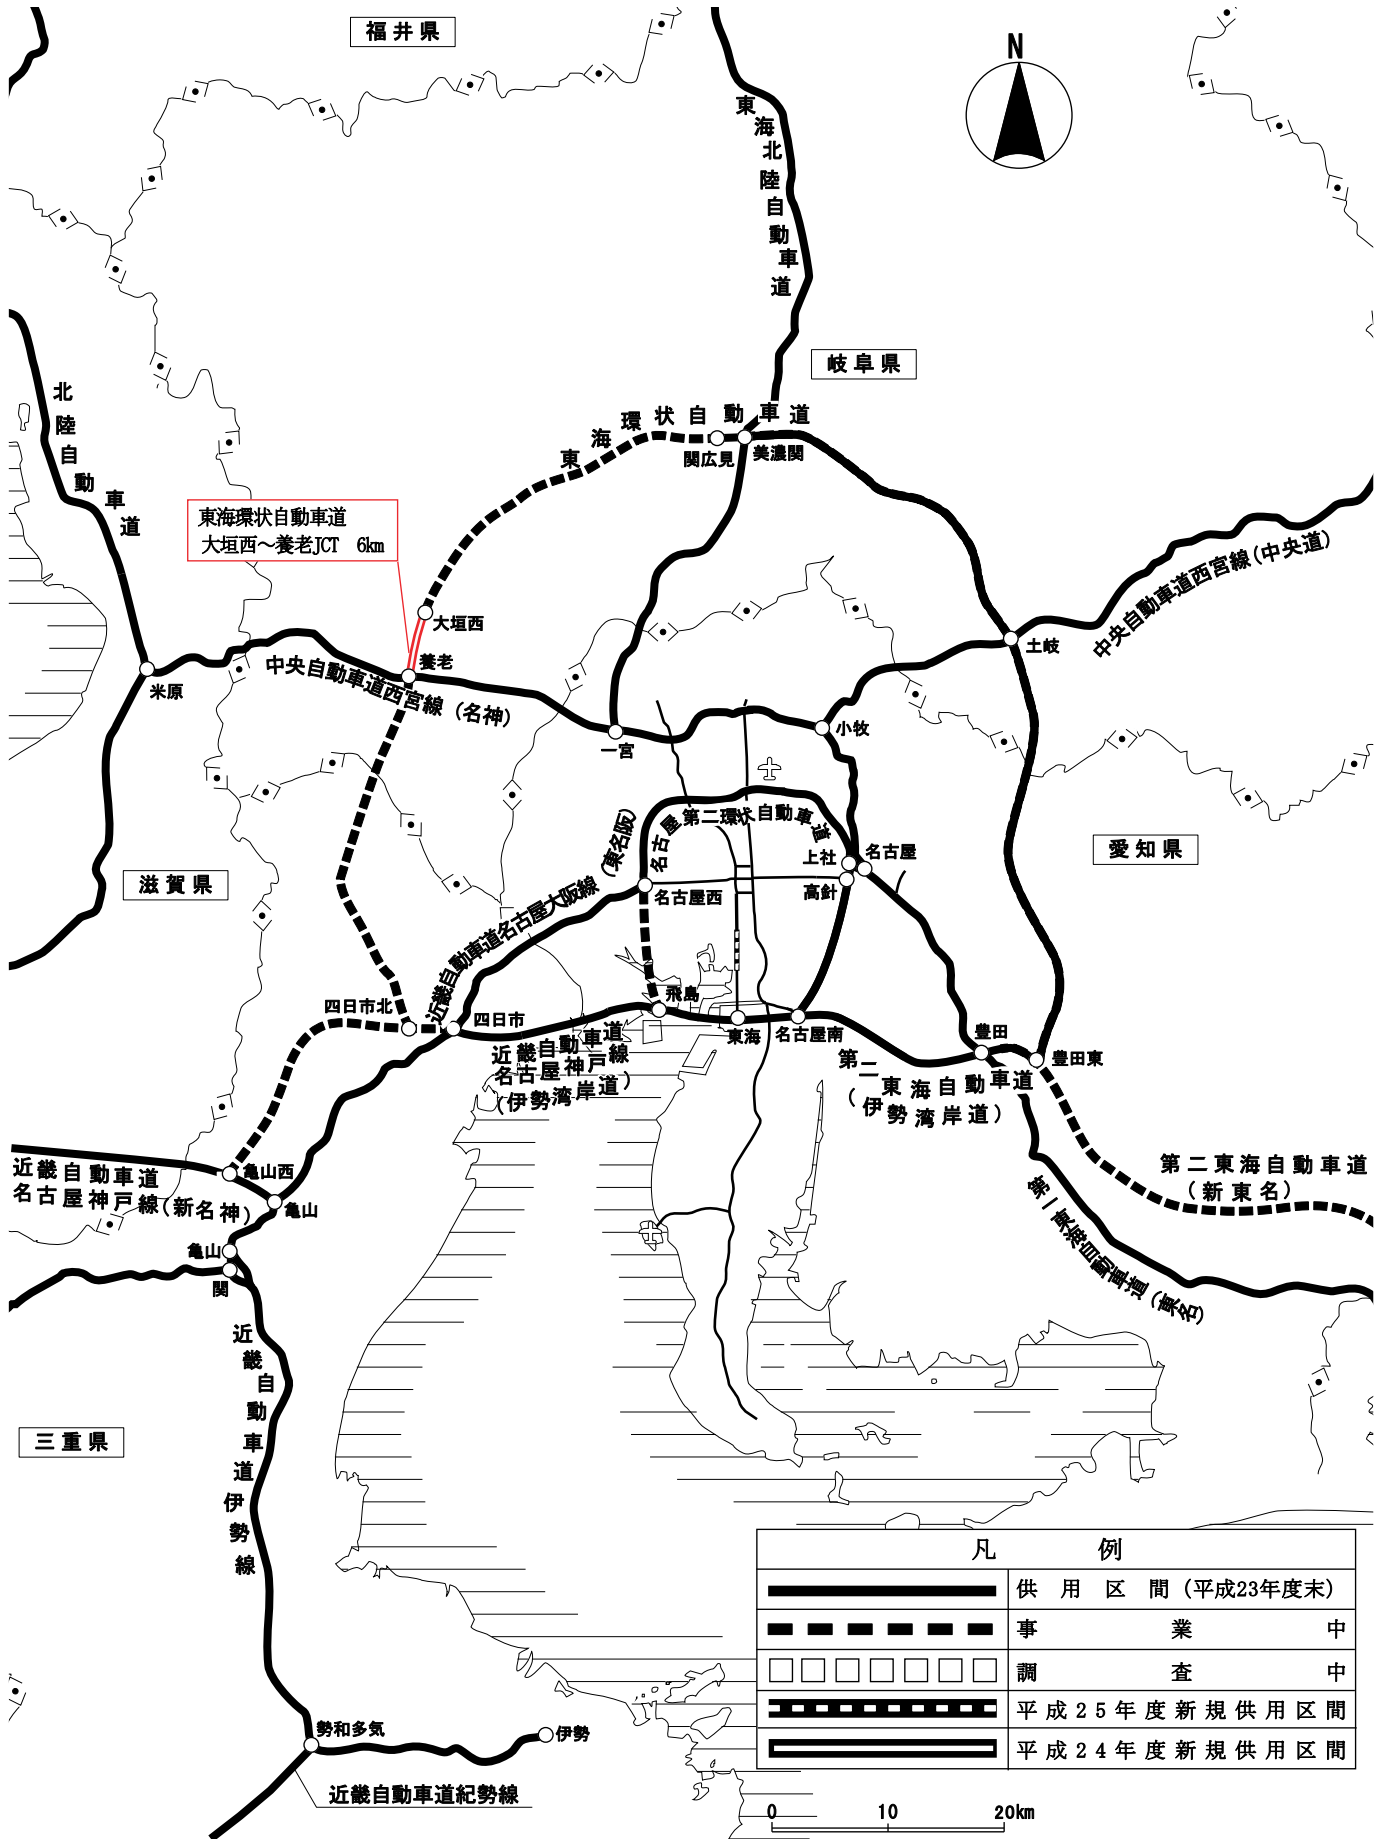 福井県
N
東海北陸自動車道
岐阜県
北陸自動車道
東海環状自動車道
関広見
美濃関
東海環状自動車道
大垣西～養老JCT 6km
中央自動車道西宮線(中央道)
大垣西
土岐
養老
米原
中央自動車道西宮線(名神)
小牧
一宮
名古屋第二環状自動車道
愛知県
上社
名古屋
滋賀県
高針
名古屋西
近畿自動車道名古屋大阪線(東名阪)
四日市北
飛島
四日市
東海
名古屋南
豊田
豊田東
近畿自動車道
名古屋神戸線
(伊勢湾岸道)
第二東海自動車道
(伊勢湾岸道)
近畿自動車道
名古屋神戸線(新名神)
亀山西
亀山
第二東海自動車道
(新東名)
第一東海自動車道(東名)
亀山
関
近畿自動車道伊勢線
三重県
凡例
供用区間(平成23年度末)
事業中
調査中
平成25年度新規供用区間
平成24年度新規供用区間
勢和多気
伊勢
近畿自動車道紀勢線
0 10 20km